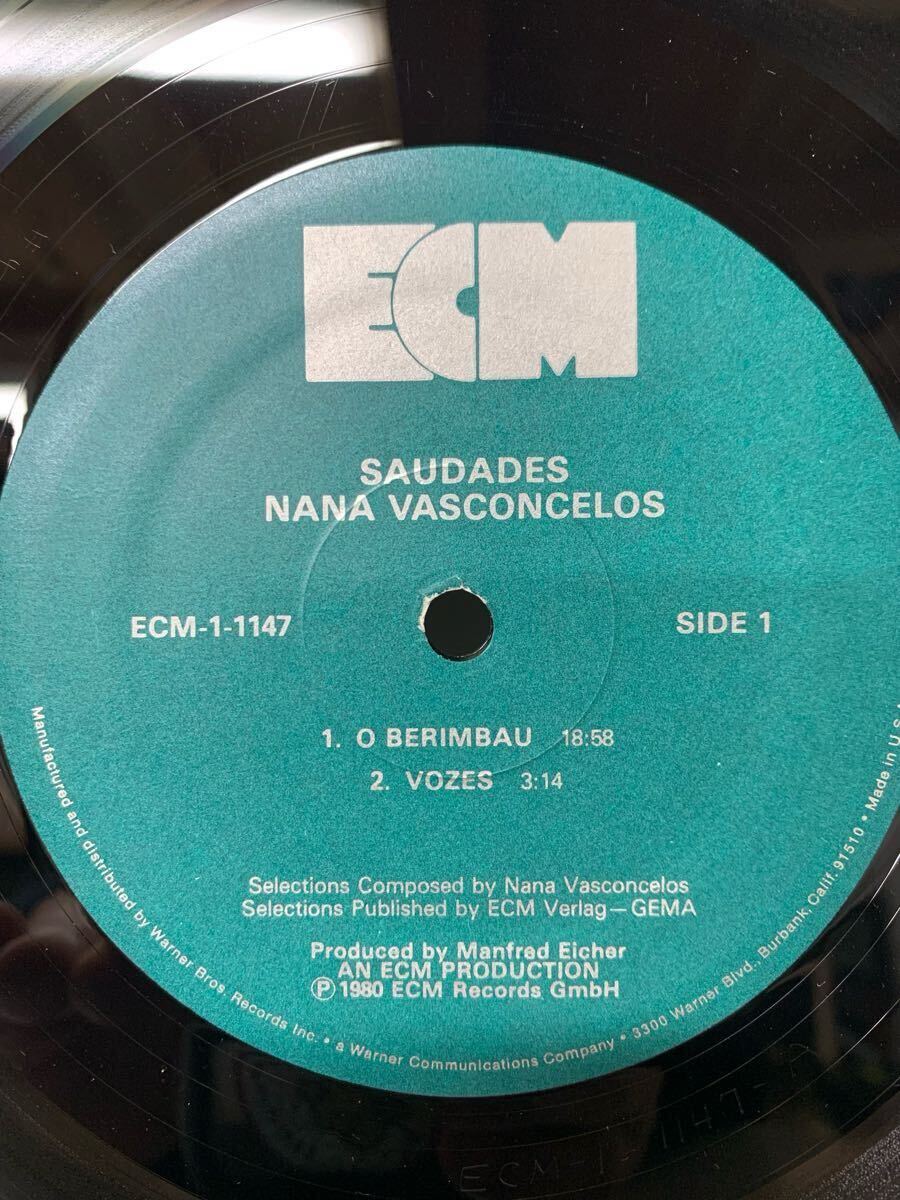 ECM
SAUDADES
NANA VASCONCELOS
ECM-1-1147
SIDE 1
1. O BERIMBAU 18:58
2. VOZES 3:14
Selections Composed by Nana Vasconcelos
Selections Published by ECM Verlag—GEMA
Produced by Manfred Eicher
AN ECM PRODUCTION
Ⓟ 1980 ECM Records GmbH
Manufactured and distributed by Warner Bros. Records Inc. • a Warner Communications Company • 3300 Warner Blvd., Burbank, Calif. 91510 • Made in U.S.
ECM-1-1147-